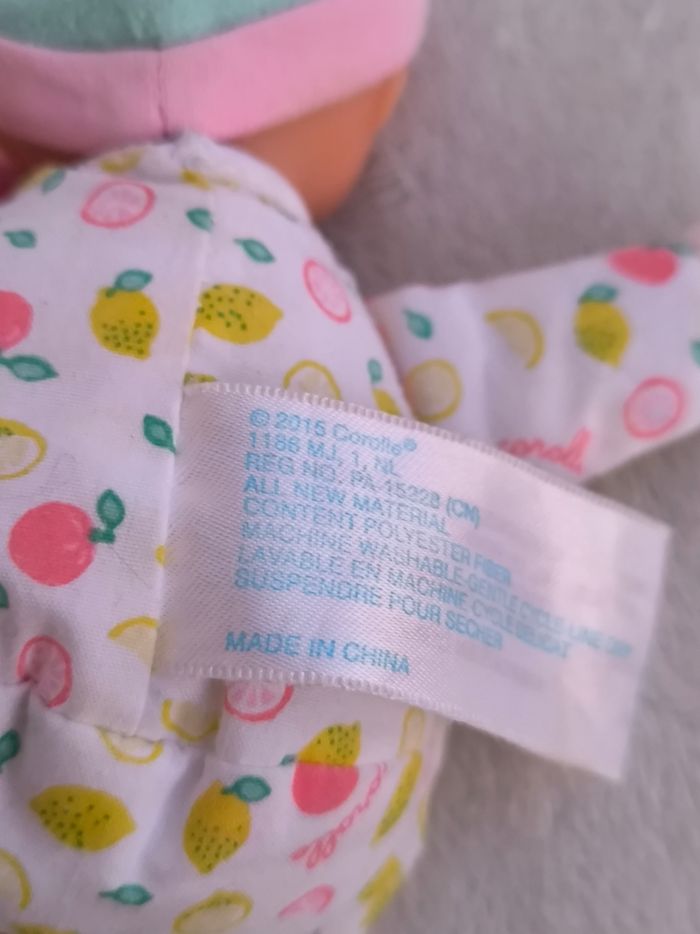 © 2015 Corolle®
1186 MJ, 1, NL
REG NO. PA-15228 (CN)
ALL NEW MATERIAL
CONTENT POLYESTER FIBER
MACHINE WASHABLE-GENTLE CYCLE-LINE DRY
LAVABLE EN MACHINE CYCLE DELICAT
SUSPENDRE POUR SECHER
MADE IN CHINA